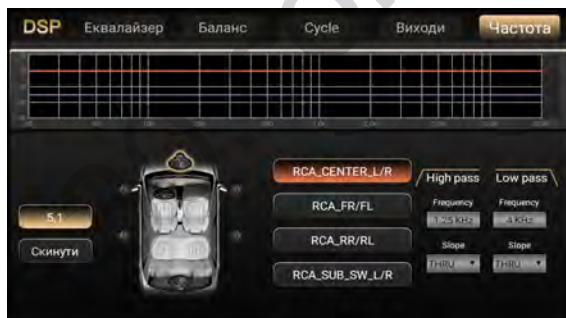 DSP Еквалайзер Баланс Cycle Виходи Частота
RCA_CENTER_L/R
High pass Low pass
RCA_FR/FL
Frequency Frequency
5.1
1.25 KHz 4 KHz
RCA_RR/RL
Скинути
Slope Slope
THRU THRU
RCA_SUB_SW_L/R